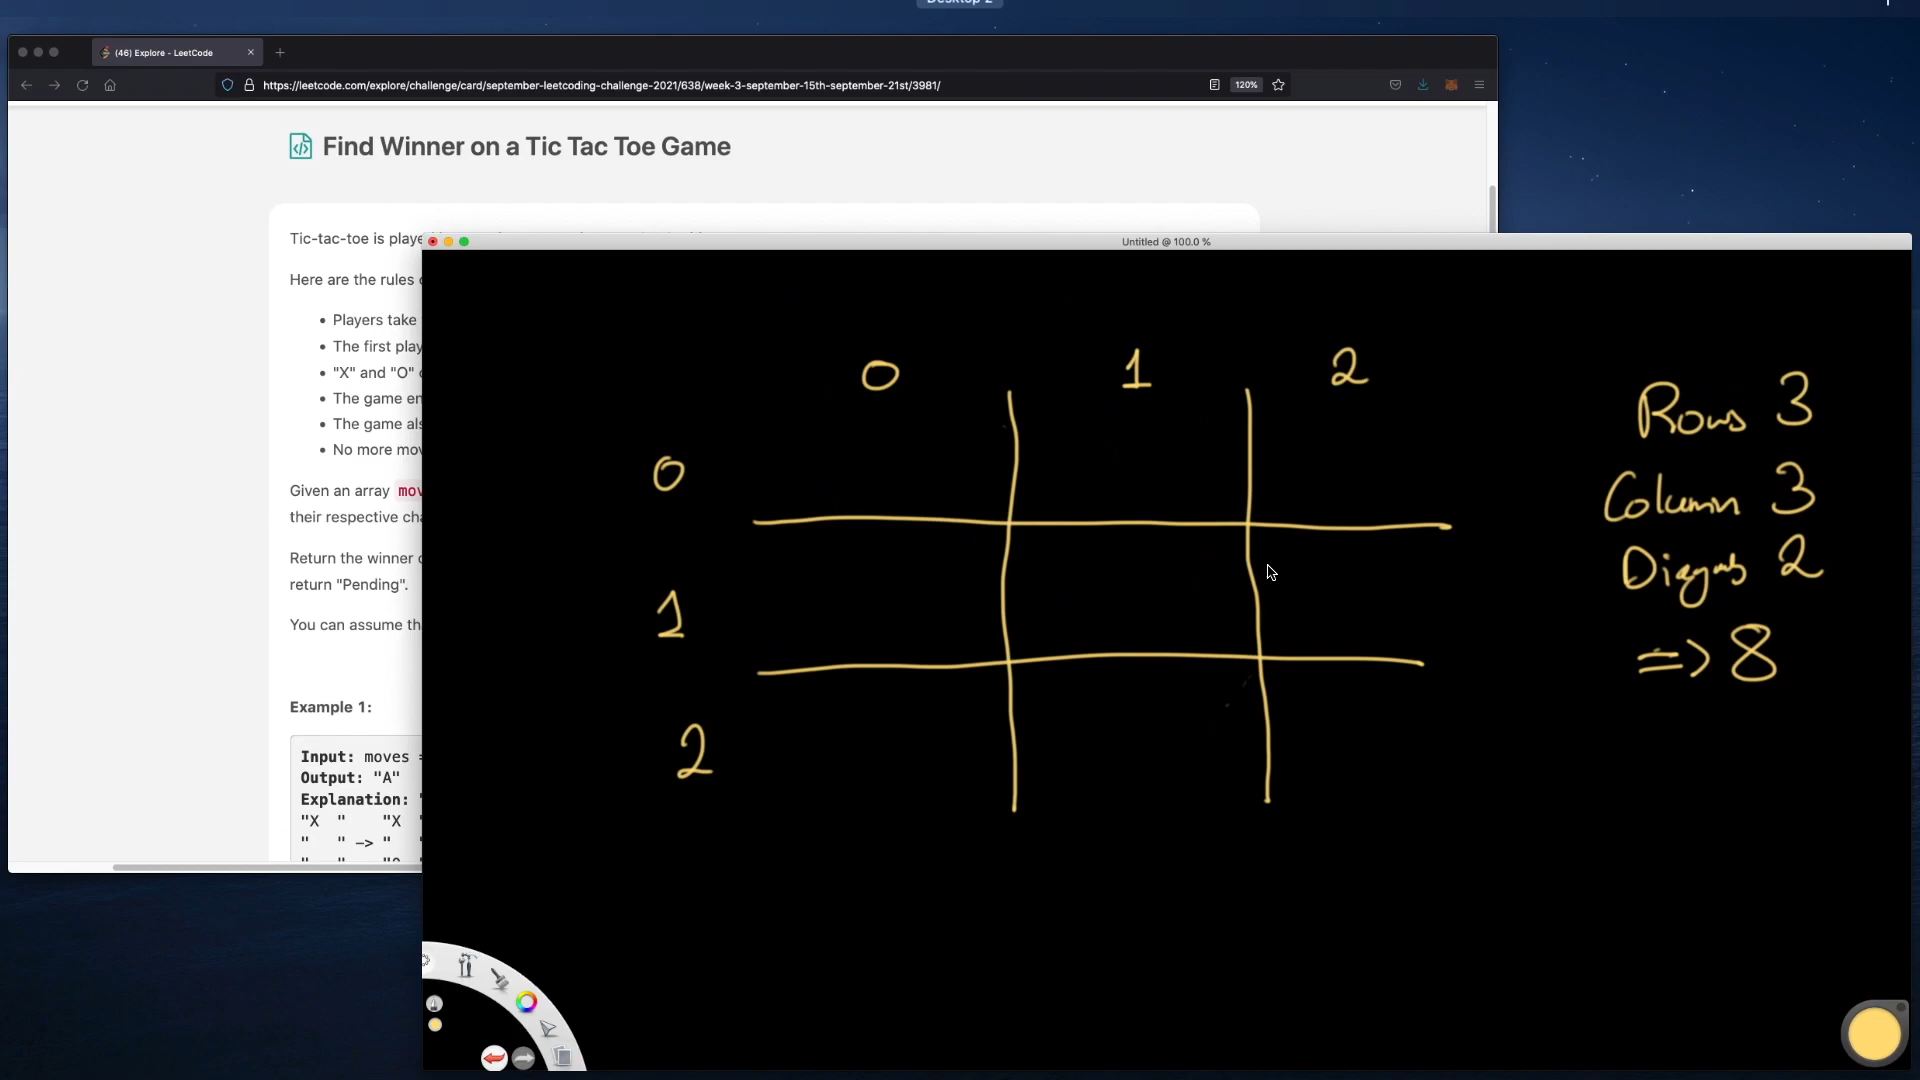 Desktop 2
(46) Explore - LeetCode
https://leetcode.com/explore/challenge/card/september-leetcoding-challenge-2021/638/week-3-september-15th-september-21st/3981/
120%
Find Winner on a Tic Tac Toe Game
Tic-tac-toe is playe
Here are the rules
• Players take
• The first play
• "X" and "O"
• The game en
• The game als
• No more mov
Given an array mov
their respective cha
Return the winner
return "Pending".
You can assume th
Example 1:
Input: moves =
Output: "A"
Explanation: "
"X " "X "
" " -> "
Untitled @ 100.0 %
0 1 2
0
1
2
Rows 3
Column 3
2
=> 8